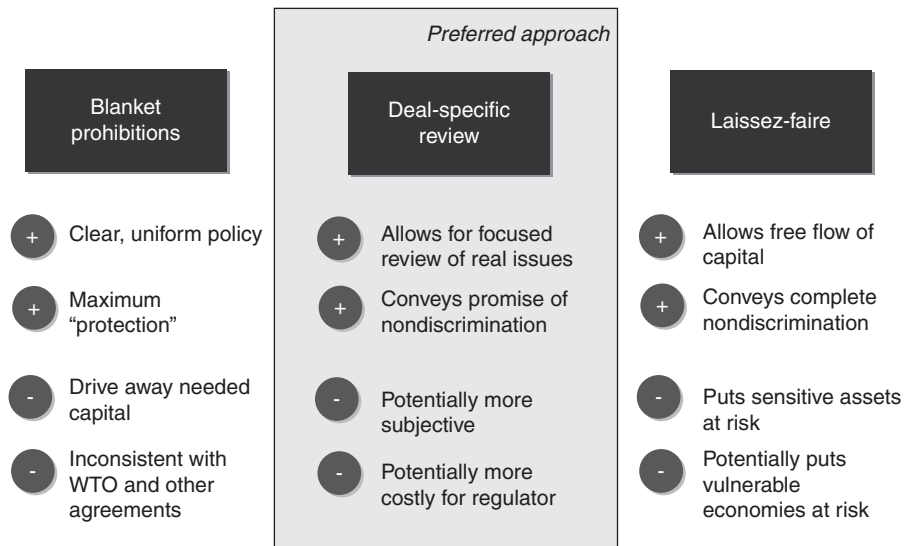 Preferred approach
Blanket
prohibitions
+
Clear, uniform policy
+
Maximum
“protection”
-
Drive away needed
capital
-
Inconsistent with
WTO and other
agreements
Deal-specific
review
+
Allows for focused
review of real issues
+
Conveys promise of
nondiscrimination
-
Potentially more
subjective
-
Potentially more
costly for regulator
Laissez-faire
+
Allows free flow of
capital
+
Conveys complete
nondiscrimination
-
Puts sensitive assets
at risk
-
Potentially puts
vulnerable
economies at risk